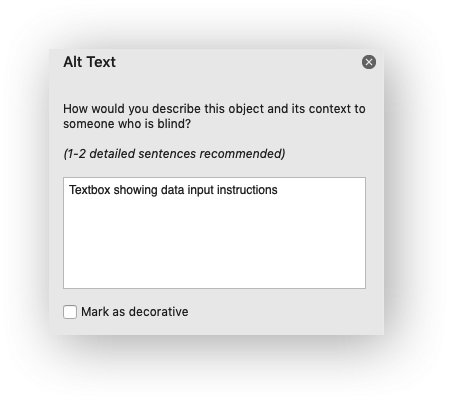 Alt Text
How would you describe this object and its context to
someone who is blind?
(1-2 detailed sentences recommended)
Textbox showing data input instructions
Mark as decorative